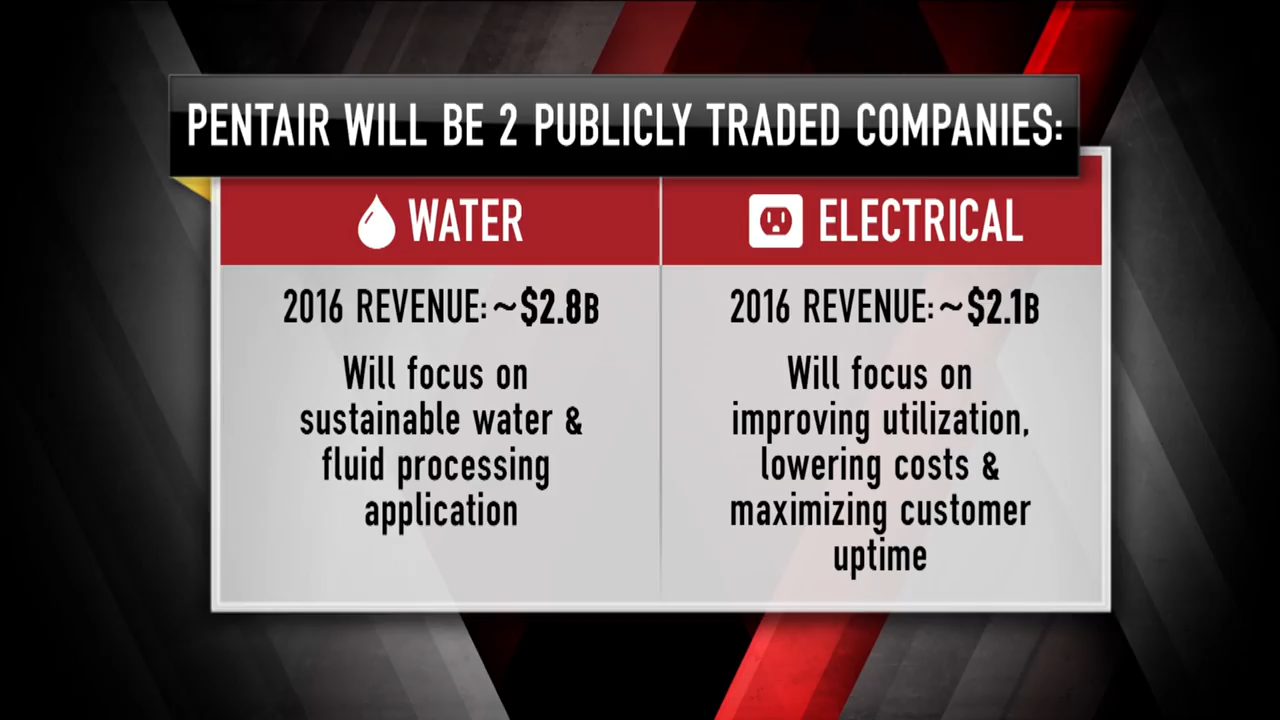 PENTAIR WILL BE 2 PUBLICLY TRADED COMPANIES:
WATER
2016 REVENUE: ~$2.8B
Will focus on
sustainable water &
fluid processing
application
ELECTRICAL
2016 REVENUE: ~$2.1B
Will focus on
improving utilization,
lowering costs &
maximizing customer
uptime